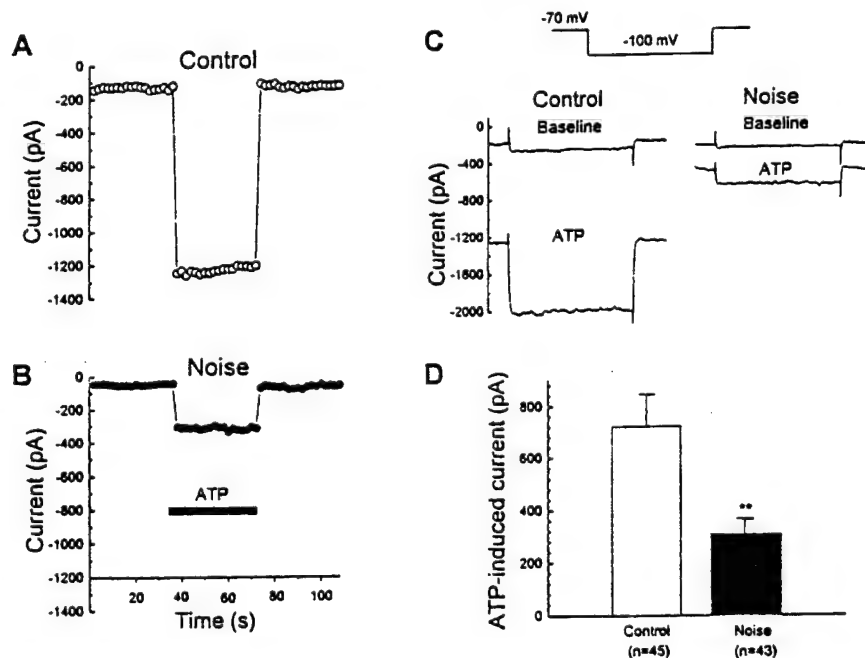 A
Control
0
-200
-400
-600
-800
-1000
-1200
-1400
Current (pA)
B
Noise
0
-200
-400
-600
-800
-1000
-1200
-1400
Current (pA)
ATP
0 20 40 60 80 100
Time (s)
C
-70 mV
-100 mV
Control
Noise
Baseline
Baseline
ATP
ATP
0
-400
-800
-1200
-1600
-2000
Current (pA)
D
ATP-induced current (pA)
800
600
400
200
0
**
Control
(n=45)
Noise
(n=43)